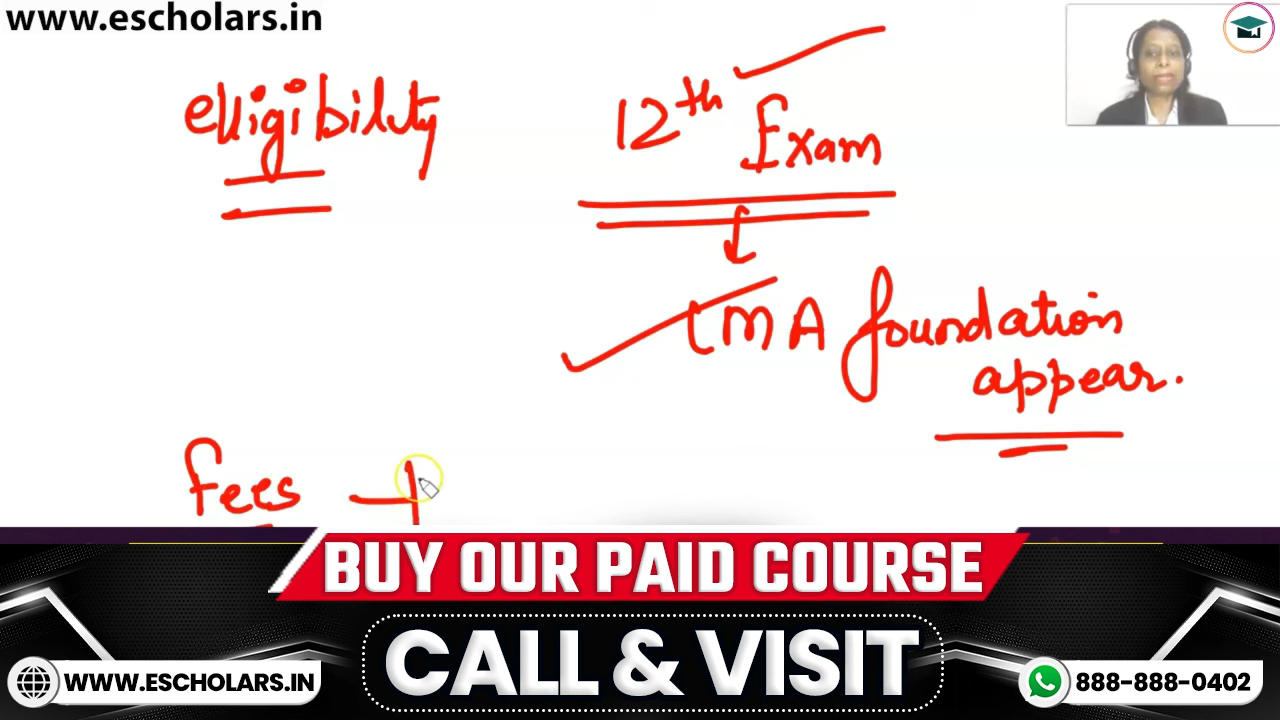 www.escholars.in
eligibility
12th Exam
CMA foundation
appear.
fees
BUY OUR PAID COURSE
CALL & VISIT
WWW.ESCHOLARS.IN
888-888-0402